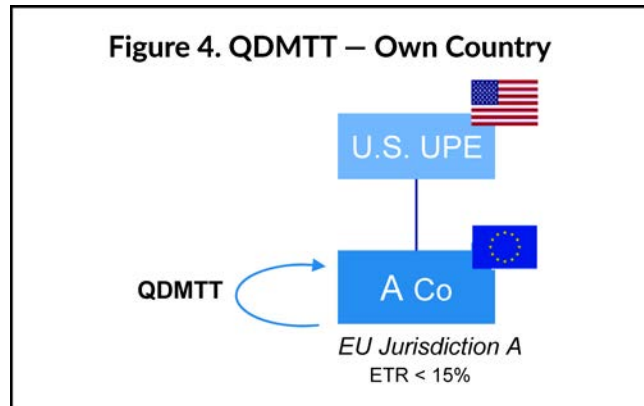 Figure 4. QDMTT — Own Country
U.S. UPE
QDMTT
A Co
EU Jurisdiction A
ETR < 15%